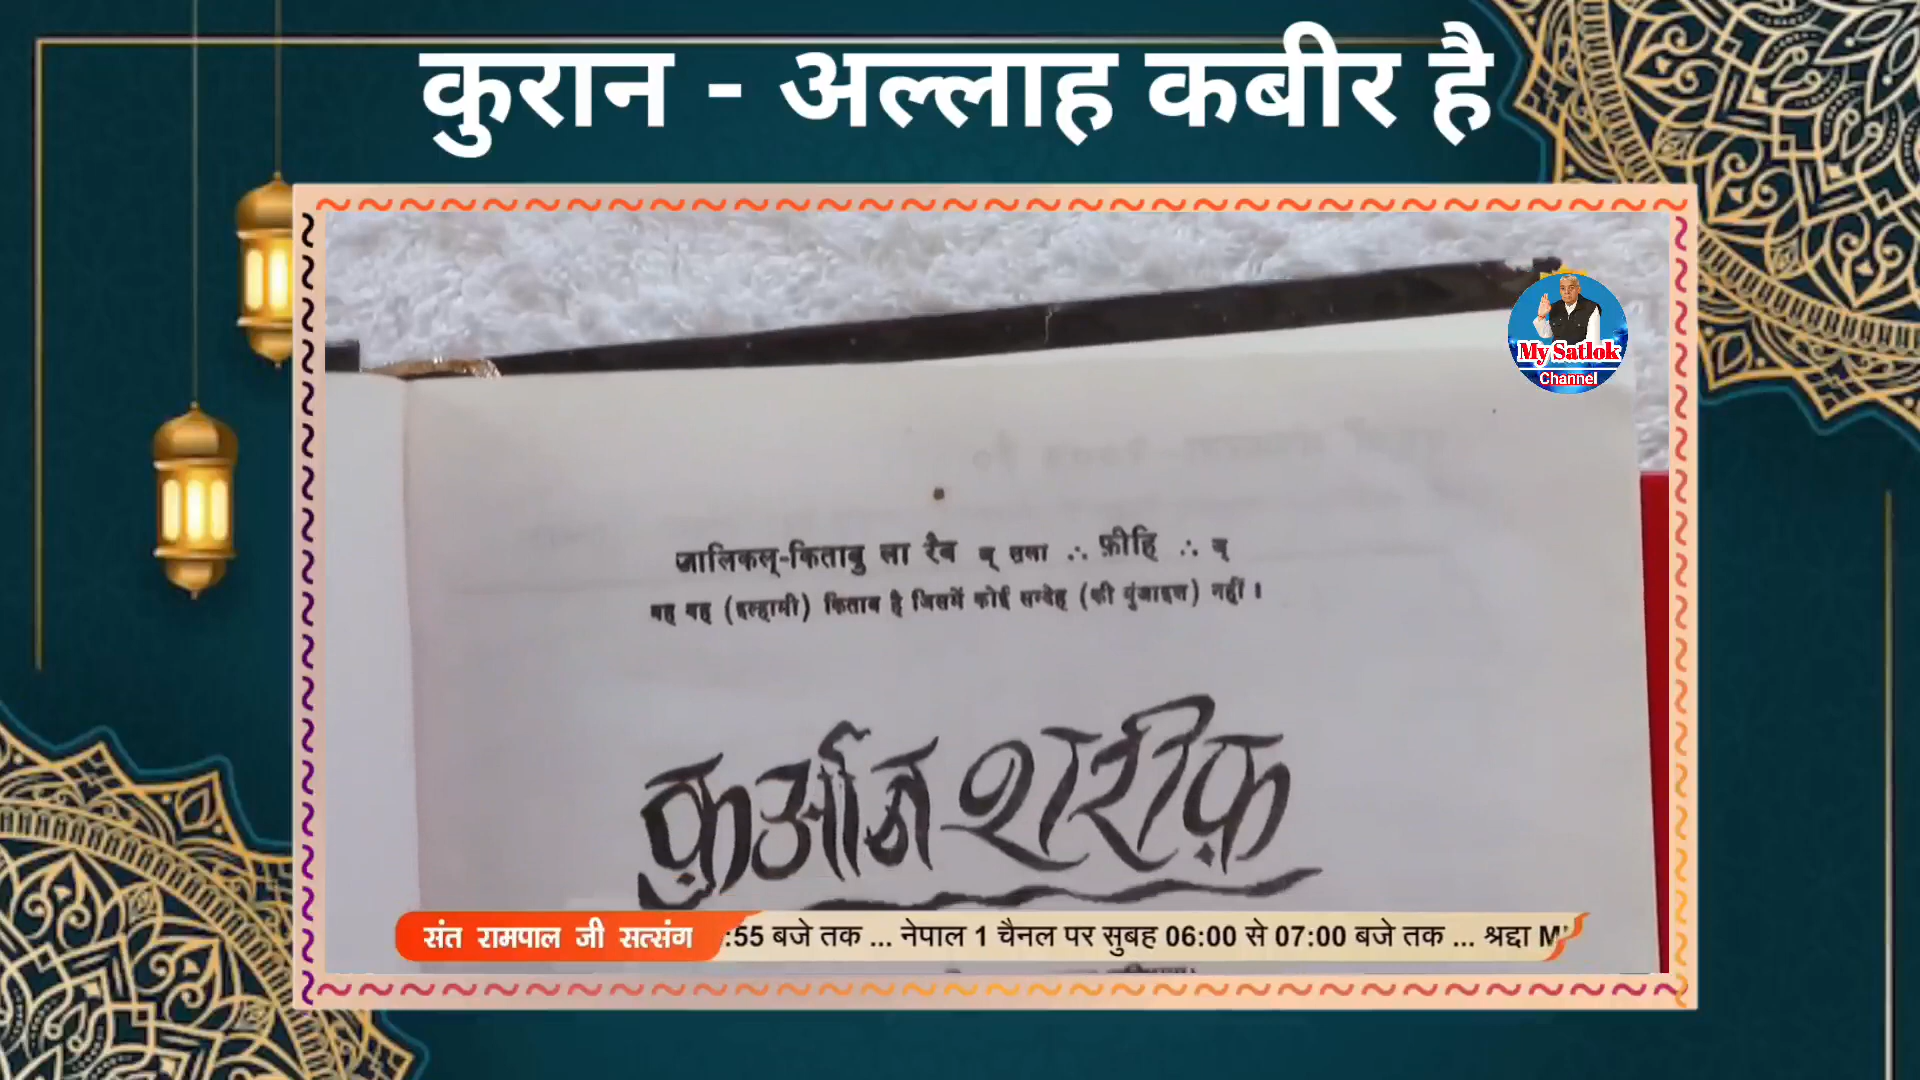 कुरान - अल्लाह कबीर है
My Satlok
Channel
ज़ालिकल्-किताबु ला रैब व् सला ∴ फ़ीहि ∴ व्
यह वह (इल्हामी) किताब है जिसमें कोई सन्देह (की गुंजाइश) नहीं ।
क़ुर्आन शरीफ़
संत रामपाल जी सत्संग
:55 बजे तक ... नेपाल 1 चैनल पर सुबह 06:00 से 07:00 बजे तक ... श्रद्दा M